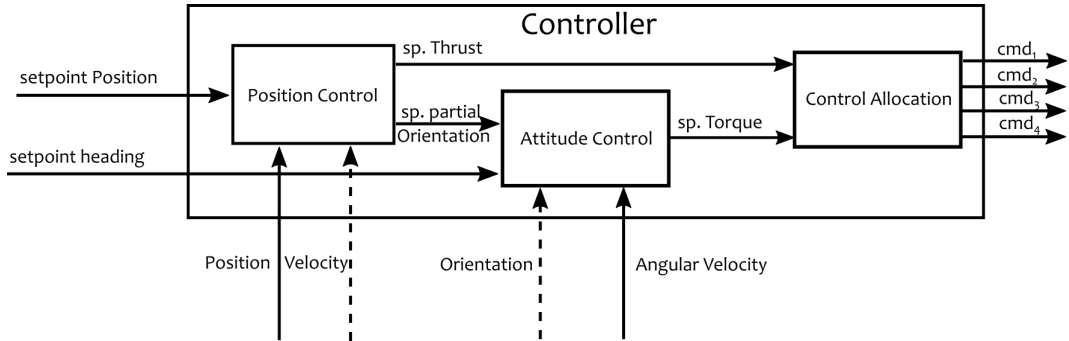 Controller
sp. Thrust
cmd₁
setpoint Position
cmd₂
Position Control
Control Allocation
cmd₃
sp. partial
Orientation
sp. Torque
cmd₄
Attitude Control
setpoint heading
Position
Velocity
Orientation
Angular Velocity